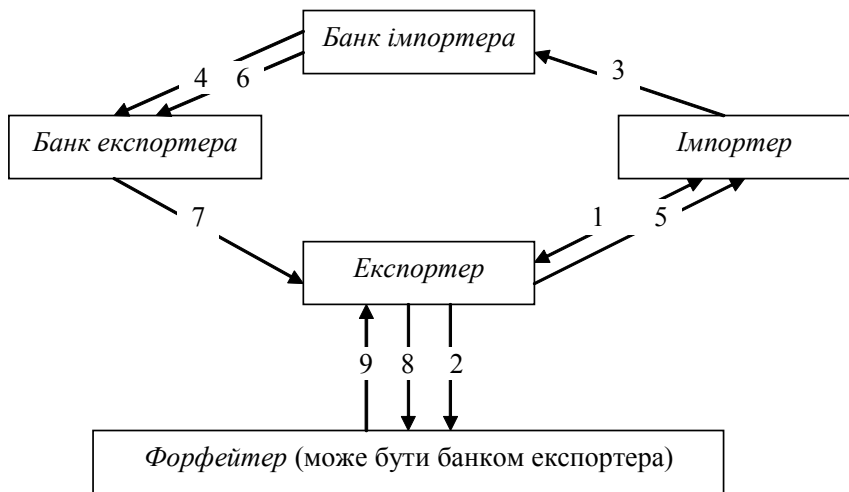 Банк імпортера
4 6 3
Банк експортера
Імпортер
7 1 5
Експортер
9 8 2
Форфейтер (може бути банком експортера)